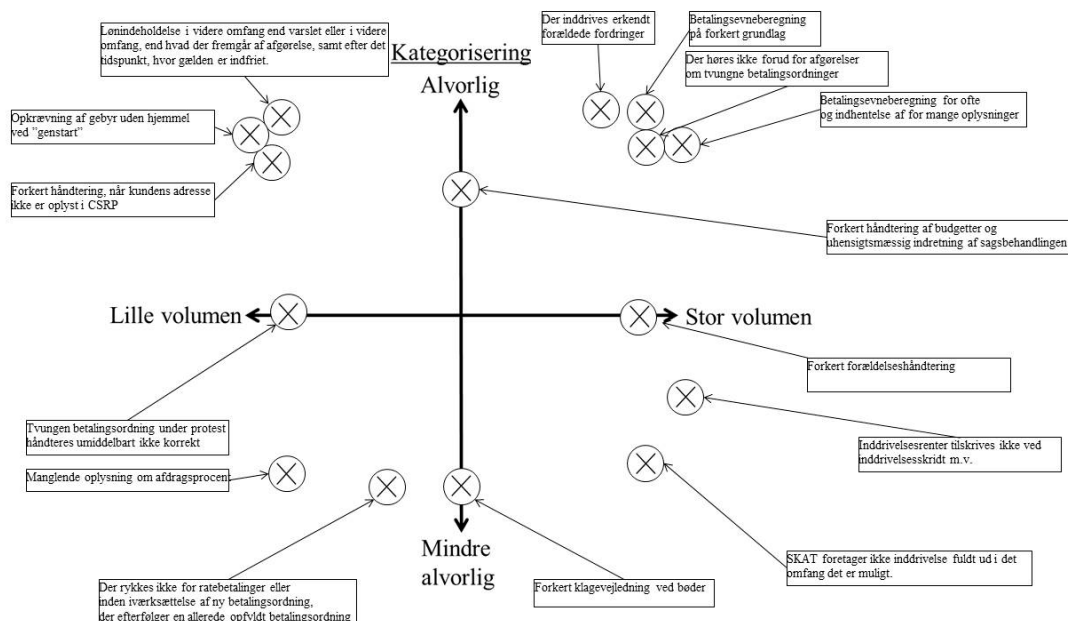 Lønindeholdelse i videre omfang end varslet eller i videre
omfang, end hvad der fremgår af afgørelse, samt efter det
tidspunkt, hvor gælden er indfriet.
Opkrævning af gebyr uden hjemmel
ved ”genstart”
Forkert håndtering, når kundens adresse
ikke er oplyst i CSRP
Kategorisering
Alvorlig
Der inddrives erkendt
forældede fordringer
Betalingsevneberegning
på forkert grundlag
Der høres ikke forud for afgørelser
om tvungne betalingsordninger
Betalingsevneberegning for ofte
og indhentelse af for mange oplysninger
Forkert håndtering af budgetter og
uhensigtsmæssig indretning af sagsbehandlingen
Lille volumen
Stor volumen
Forkert forældelseshåndtering
Tvungen betalingsordning under protest
håndteres umiddelbart ikke korrekt
Inddrivelsesrenter tilskrives ikke ved
inddrivelsesskridt m.v.
Manglende oplysning om afdragsprocent
Mindre
alvorlig
SKAT foretager ikke inddrivelse fuldt ud i det
omfang det er muligt.
Der rykkes ikke for ratebetalinger eller
inden iværksættelse af ny betalingsordning,
der efterfølger en allerede opfyldt betalingsordning
Forkert klagevejledning ved bøder